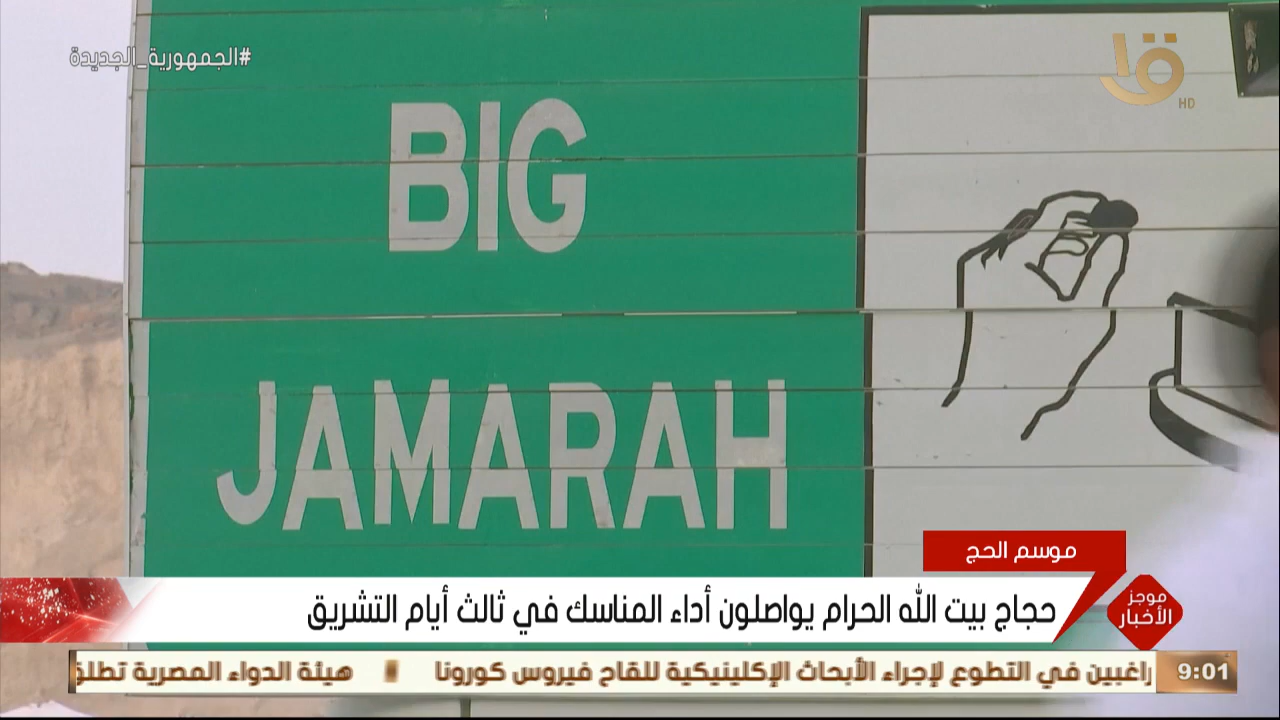 #الجمهورية_الجديدة
HD
BIG
JAMARAH
موسم الحج
موجز
الأخبار
حجاج بيت الله الحرام يواصلون أداء المناسك في ثالث أيام التشريق
9:01
راغبين في التطوع لإجراء الأبحاث الإكلينيكية للقاح فيروس كورونا هيئة الدواء المصرية